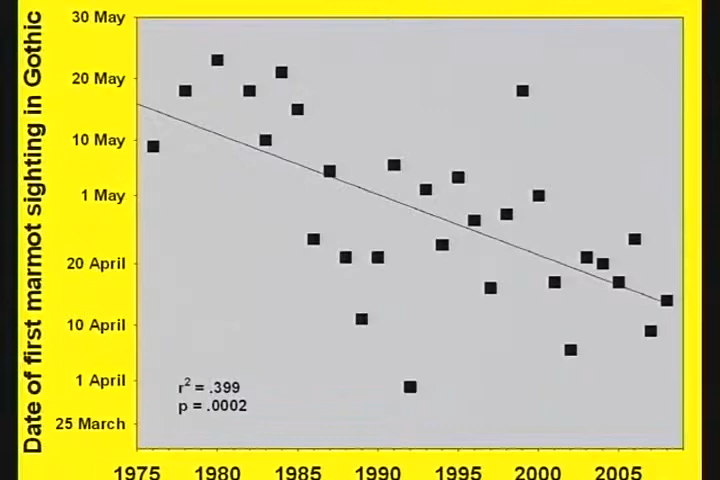 Date of first marmot sighting in Gothic
30 May
20 May
10 May
1 May
20 April
10 April
1 April
25 March
r² = .399
p = .0002
1975 1980 1985 1990 1995 2000 2005